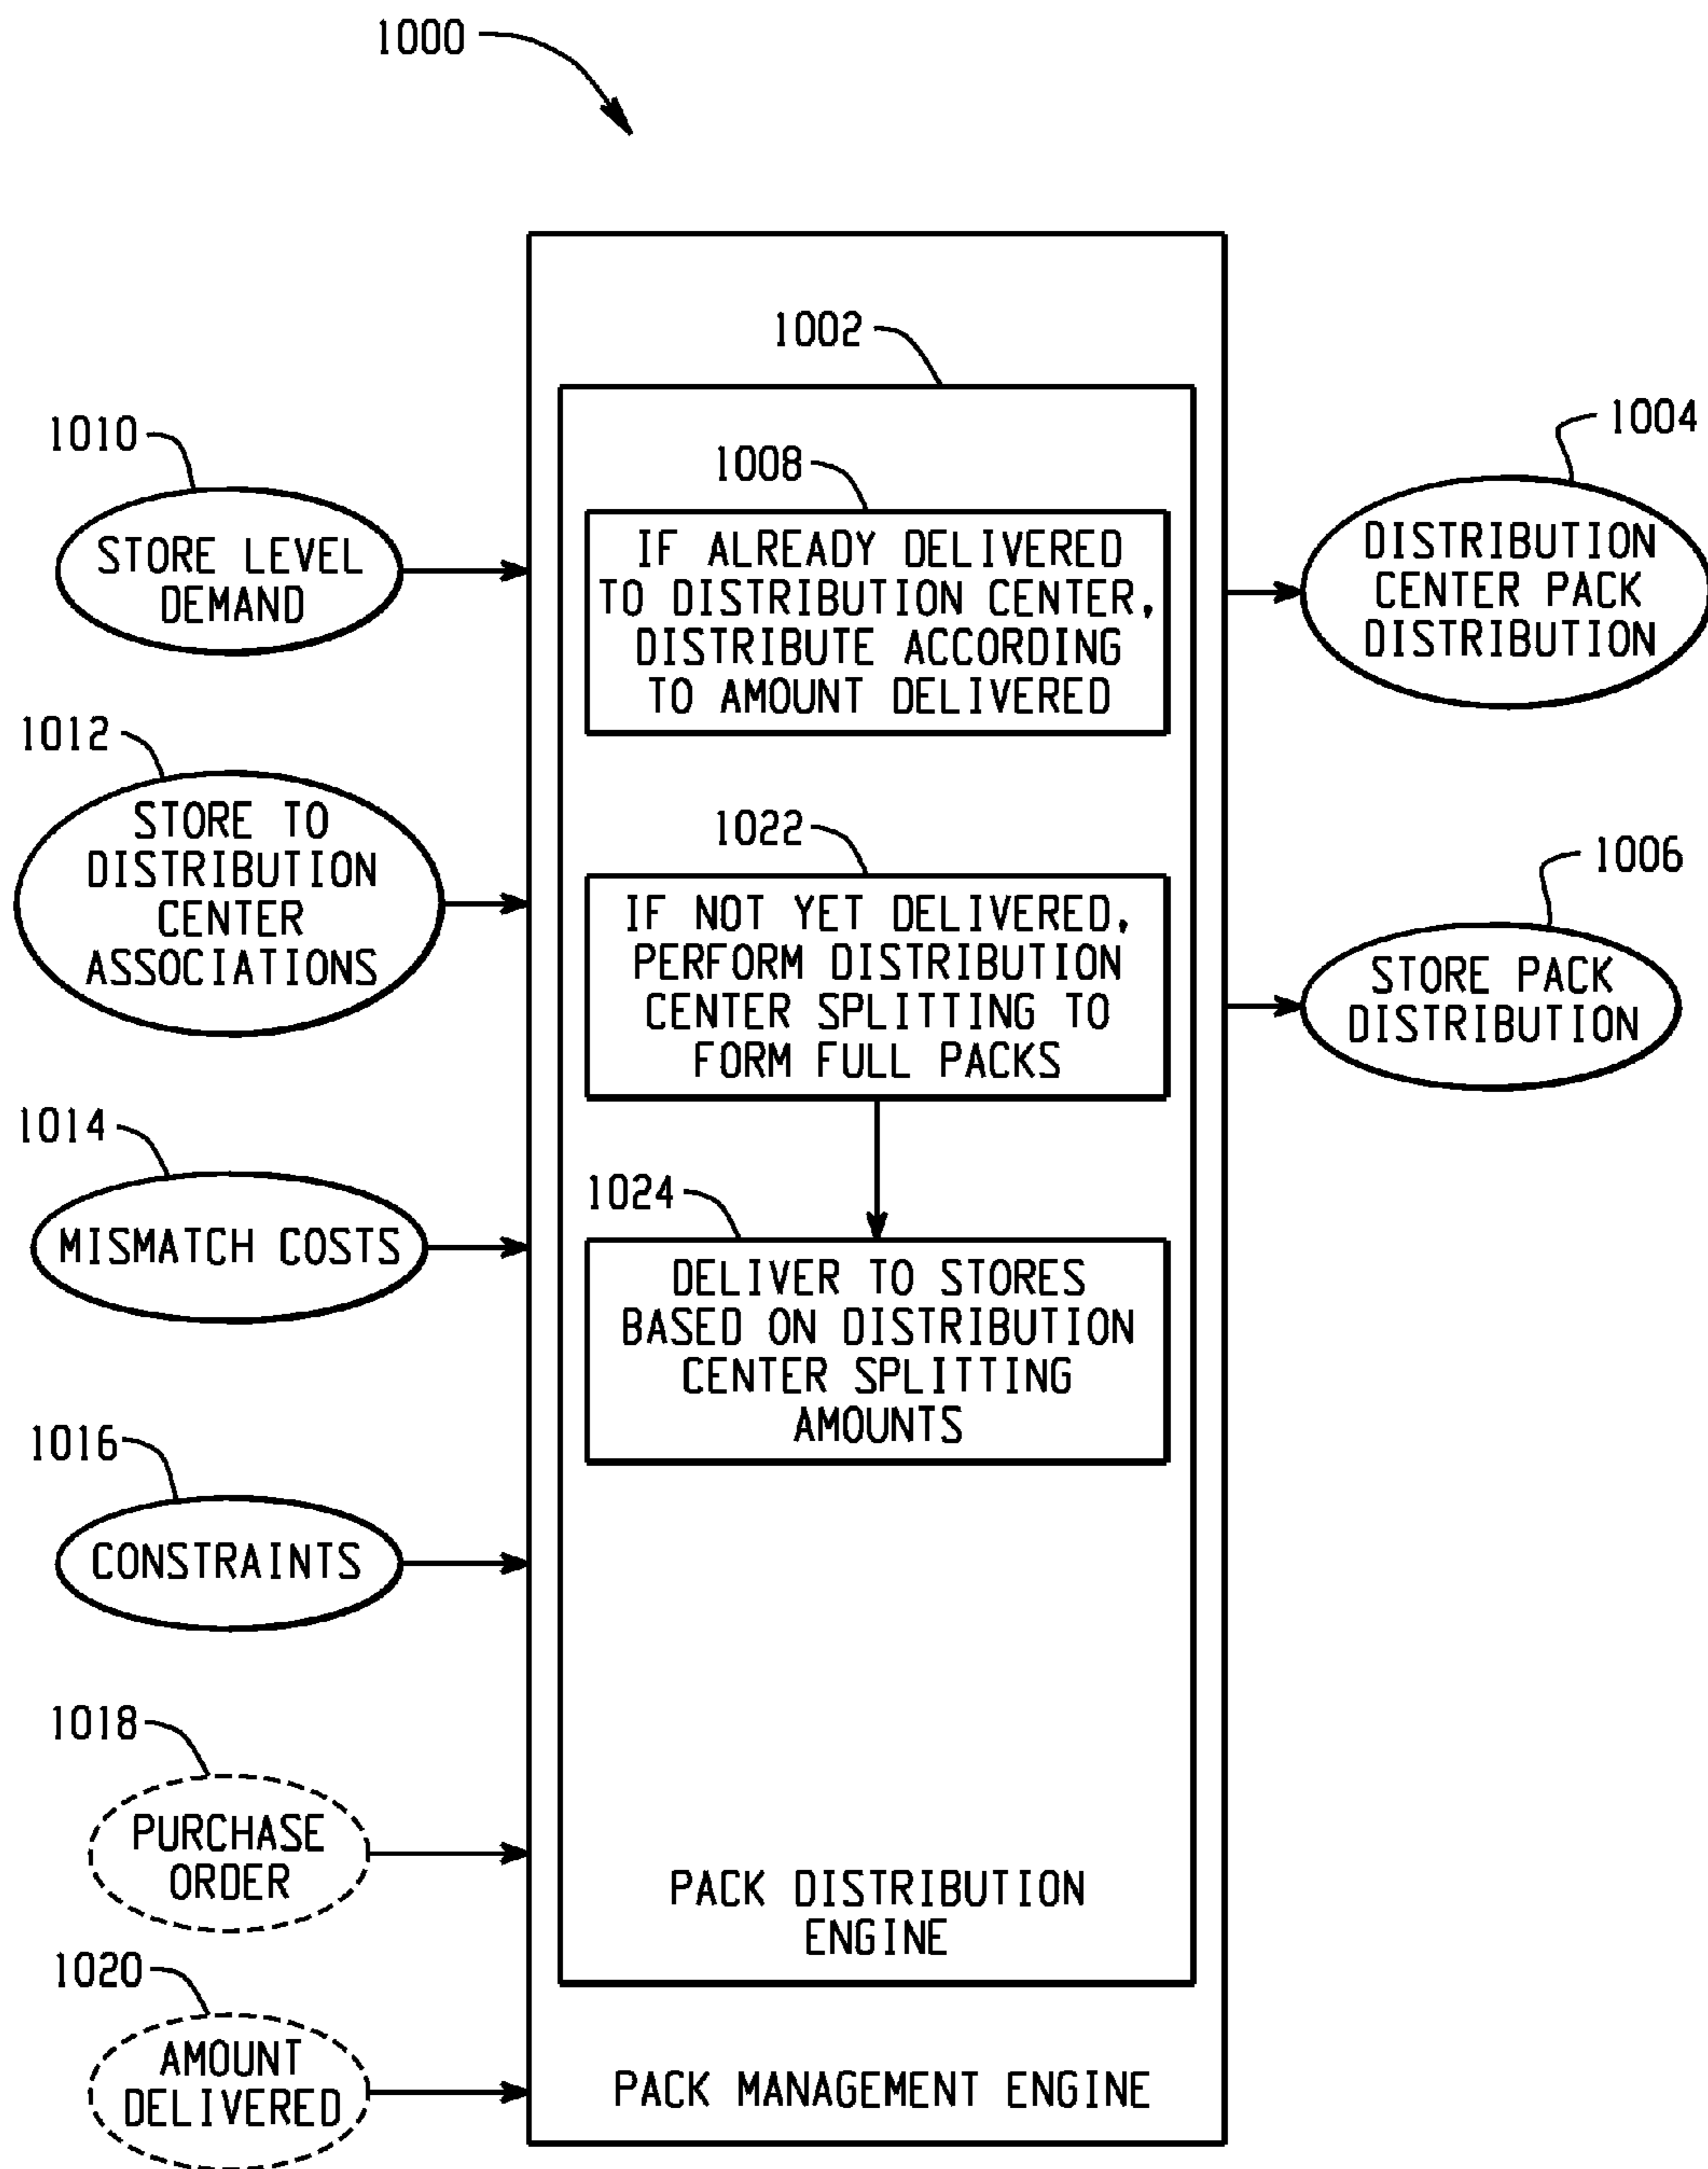 1000
1002
1010
STORE LEVEL
DEMAND
1012
STORE TO
DISTRIBUTION
CENTER
ASSOCIATIONS
1014
MISMATCH COSTS
1016
CONSTRAINTS
1018
PURCHASE
ORDER
1020
AMOUNT
DELIVERED
1008
IF ALREADY DELIVERED
TO DISTRIBUTION CENTER,
DISTRIBUTE ACCORDING
TO AMOUNT DELIVERED
1022
IF NOT YET DELIVERED,
PERFORM DISTRIBUTION
CENTER SPLITTING TO
FORM FULL PACKS
1024
DELIVER TO STORES
BASED ON DISTRIBUTION
CENTER SPLITTING
AMOUNTS
PACK DISTRIBUTION
ENGINE
PACK MANAGEMENT ENGINE
1004
DISTRIBUTION
CENTER PACK
DISTRIBUTION
1006
STORE PACK
DISTRIBUTION